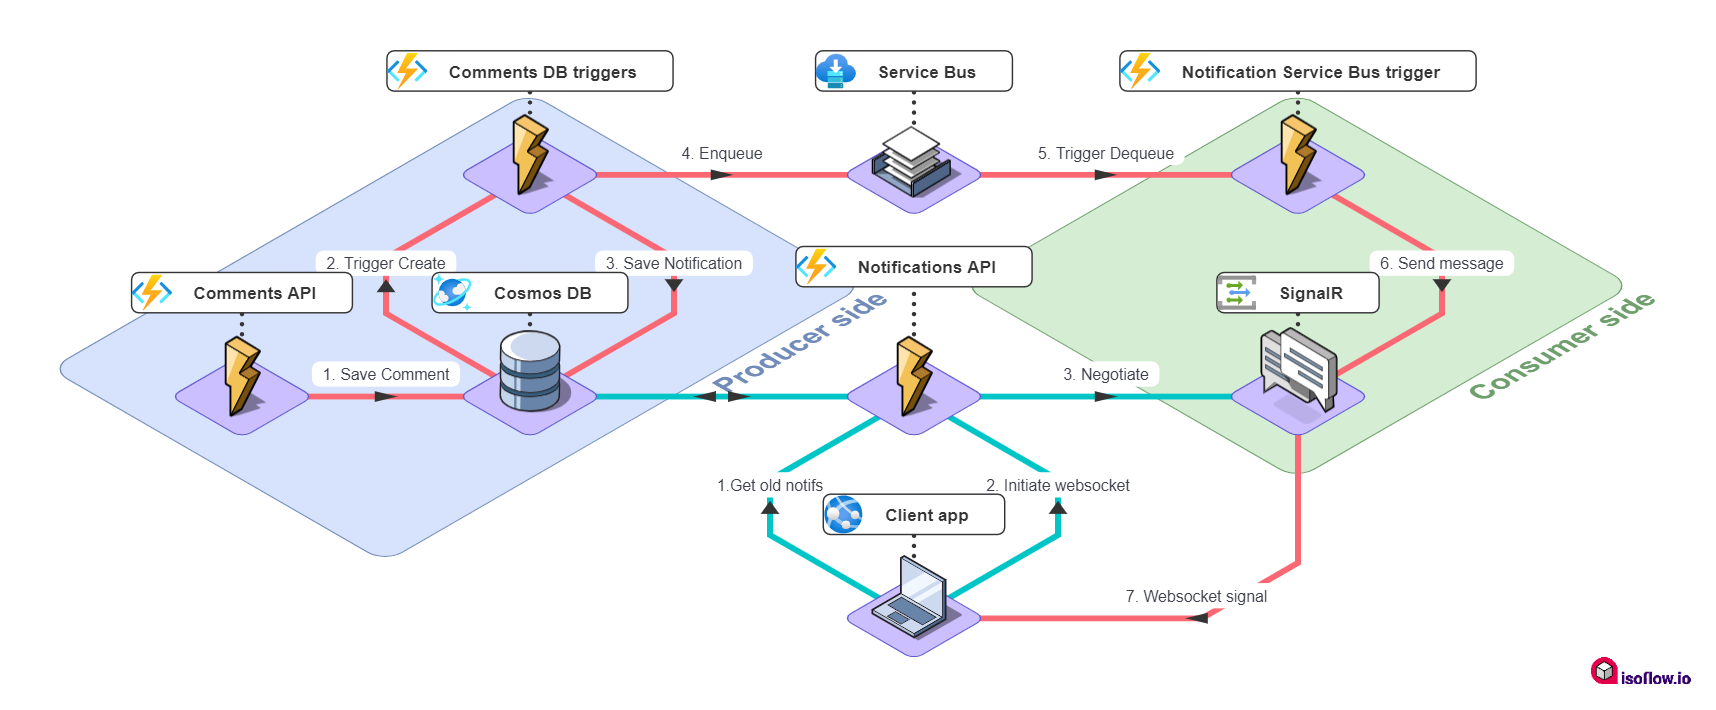 Comments DB triggers
Service Bus
Notification Service Bus trigger
4. Enqueue
5. Trigger Dequeue
2. Trigger Create
3. Save Notification
Notifications API
6. Send message
Comments API
Cosmos DB
SignalR
Producer side
Consumer side
1. Save Comment
3. Negotiate
1.Get old notifs
2. Initiate websocket
Client app
7. Websocket signal
isoflow.io